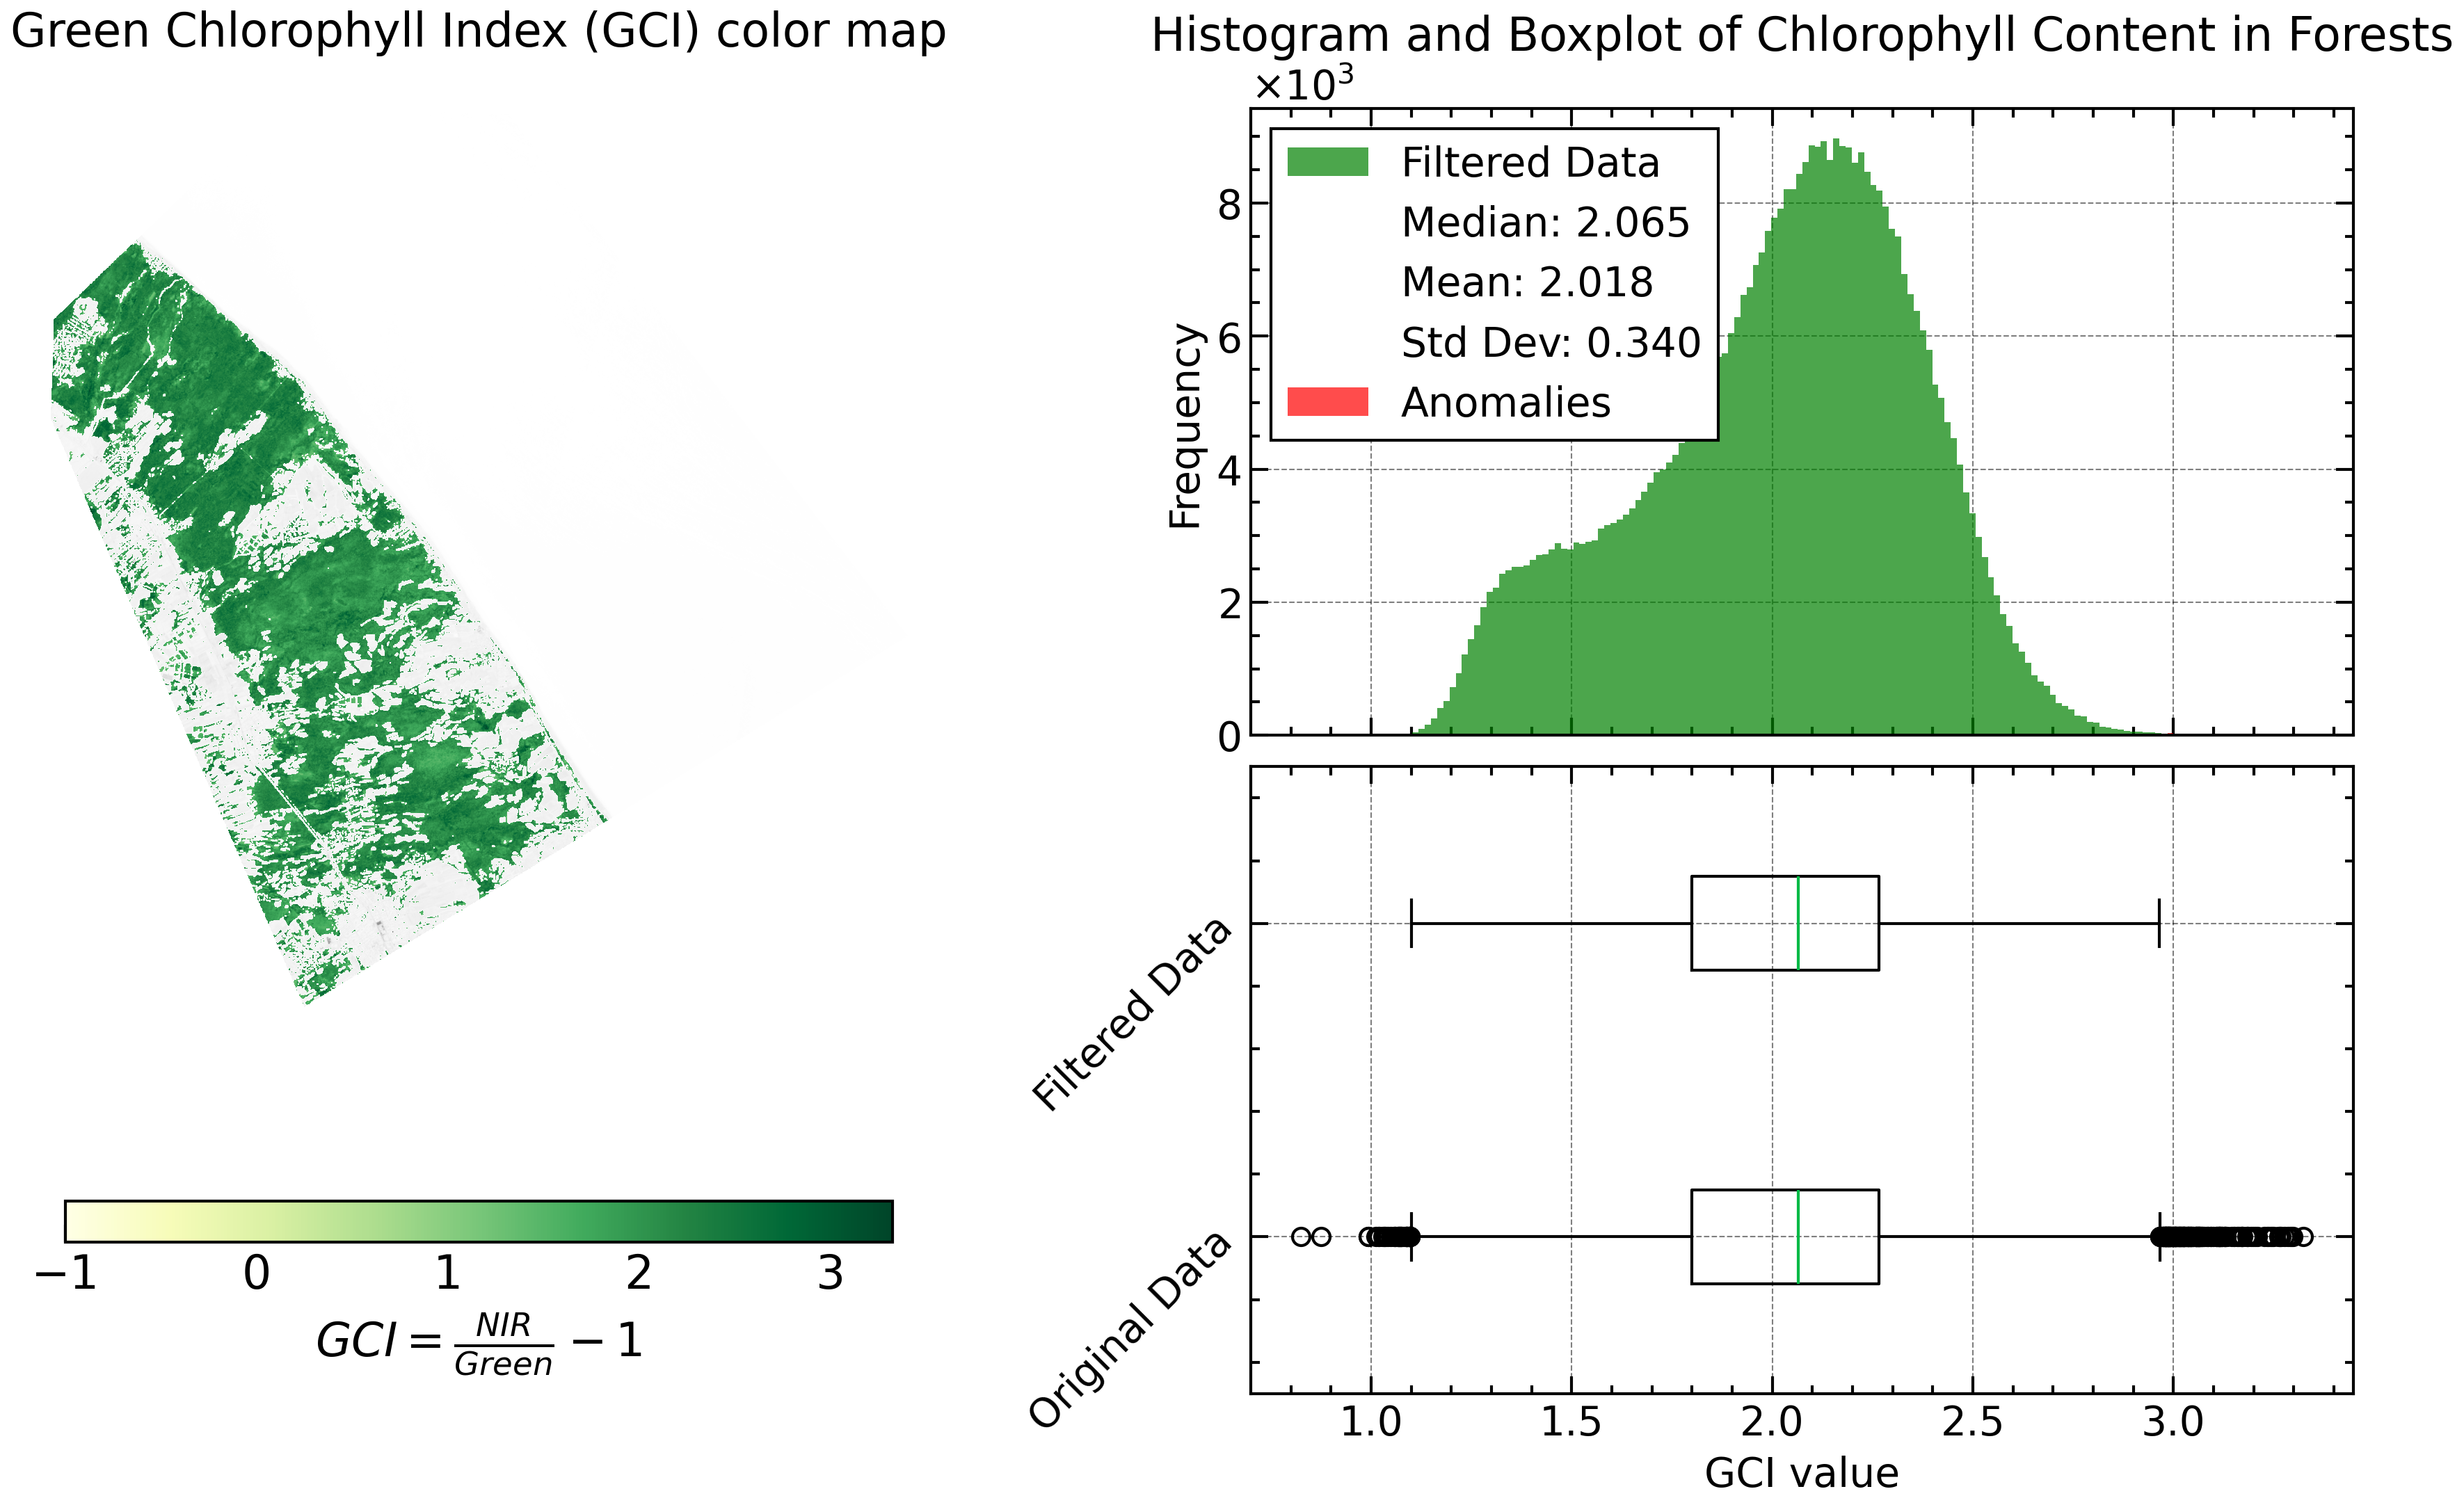 Green Chlorophyll Index (GCI) color map
−1 0 1 2 3
GCI = NIR/Green − 1
Histogram and Boxplot of Chlorophyll Content in Forests
×10³
Filtered Data
Median: 2.065
Mean: 2.018
Std Dev: 0.340
Anomalies
Frequency
8
6
4
2
0
Filtered Data
Original Data
1.0 1.5 2.0 2.5 3.0
GCI value